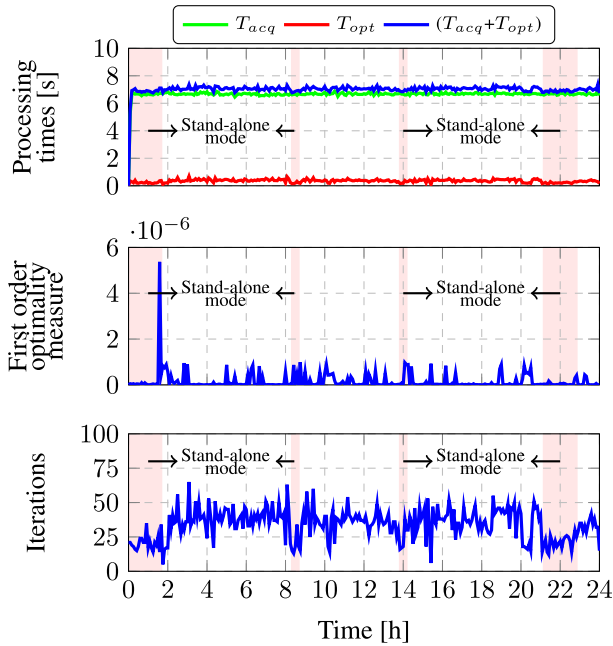 T_acq T_opt (T_acq+T_opt)
Processing
times [s]
10
8
6
4
2
0
Stand-alone
mode
Stand-alone
mode
·10^-6
First order
optimality
measure
6
4
2
0
Stand-alone
mode
Stand-alone
mode
Iterations
100
75
50
25
0
Stand-alone
mode
Stand-alone
mode
0 2 4 6 8 10 12 14 16 18 20 22 24
Time [h]